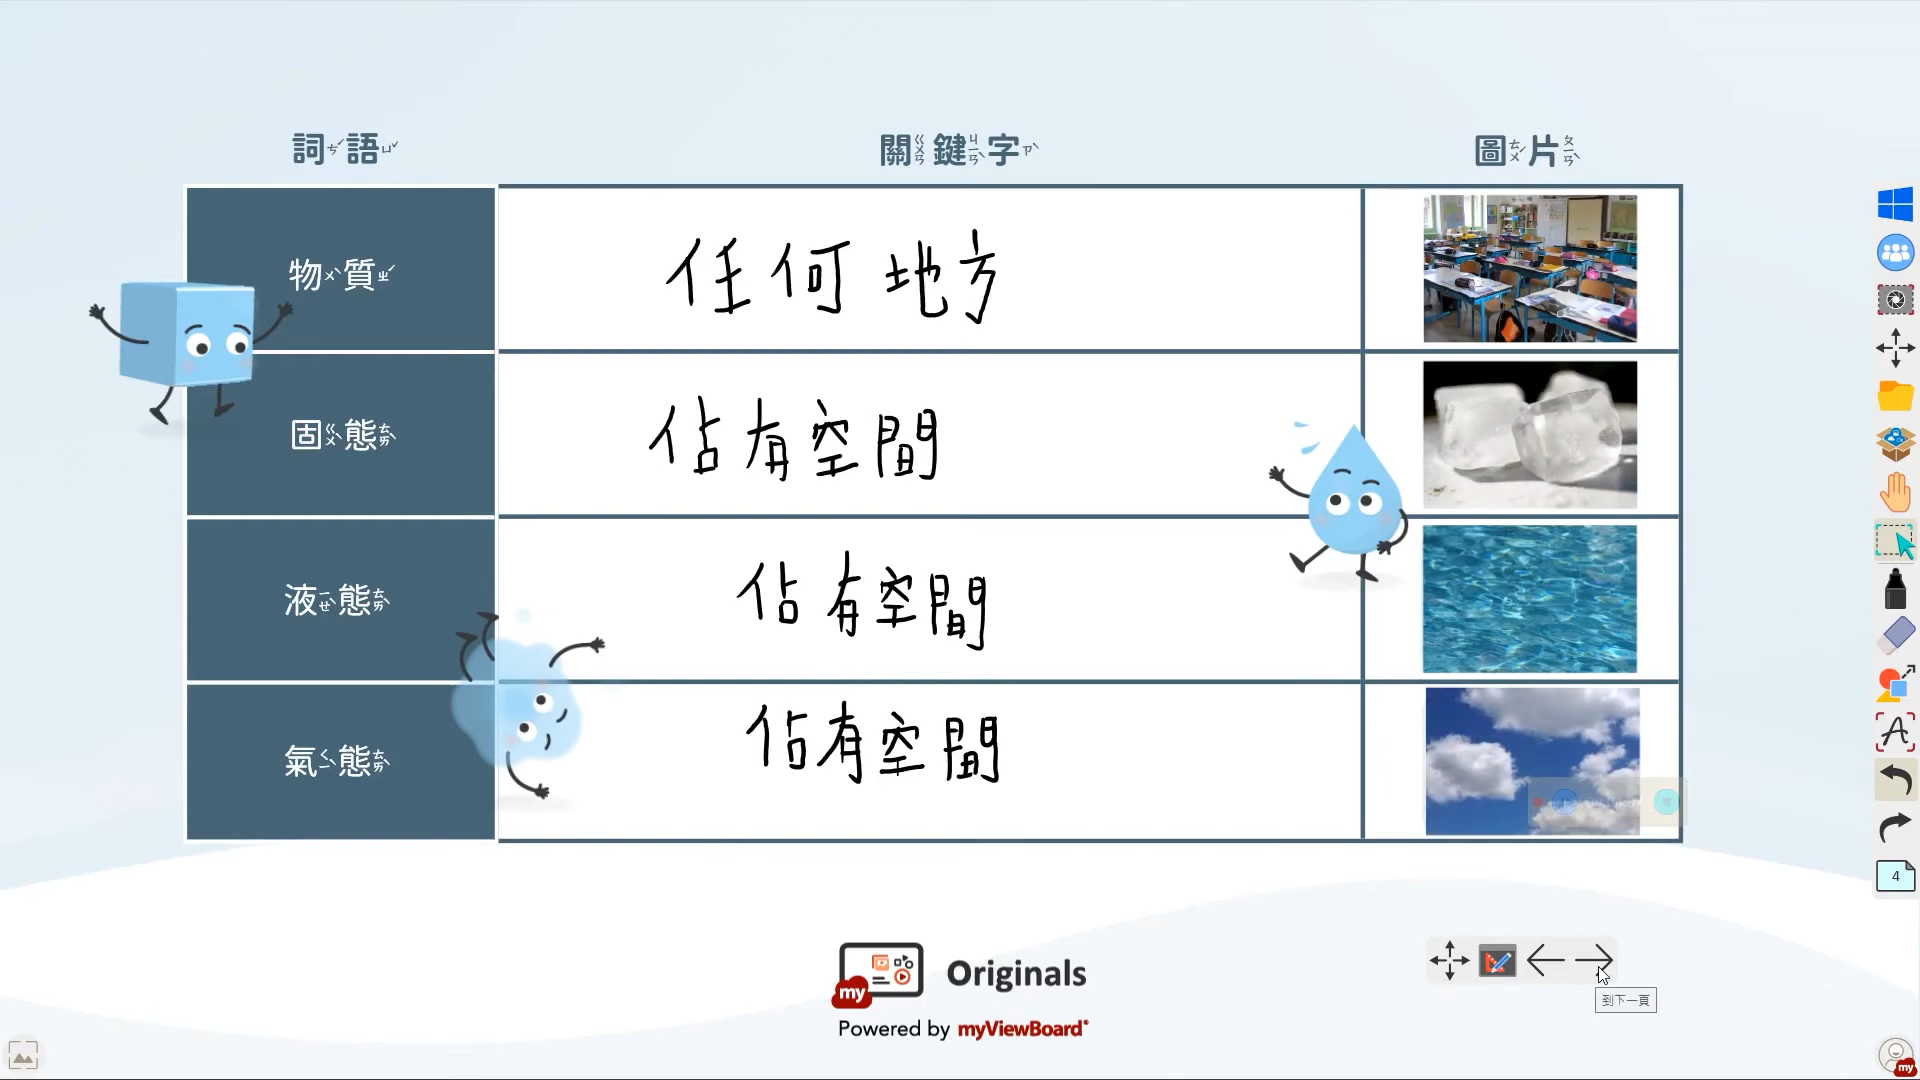 詞ㄘˊ語ㄩˇ 關ㄍㄨㄢ鍵ㄐㄧㄢˋ字ㄗˋ 圖ㄊㄨˊ片ㄆㄧㄢˋ
物ㄨˋ質ㄓˊ 任何地方
固ㄍㄨˋ態ㄊㄞˋ 佔有空間
液ㄧㄝˋ態ㄊㄞˋ 佔有空間
氣ㄑㄧˋ態ㄊㄞˋ 佔有空間
4
my Originals
Powered by myViewBoard
到下一頁
my